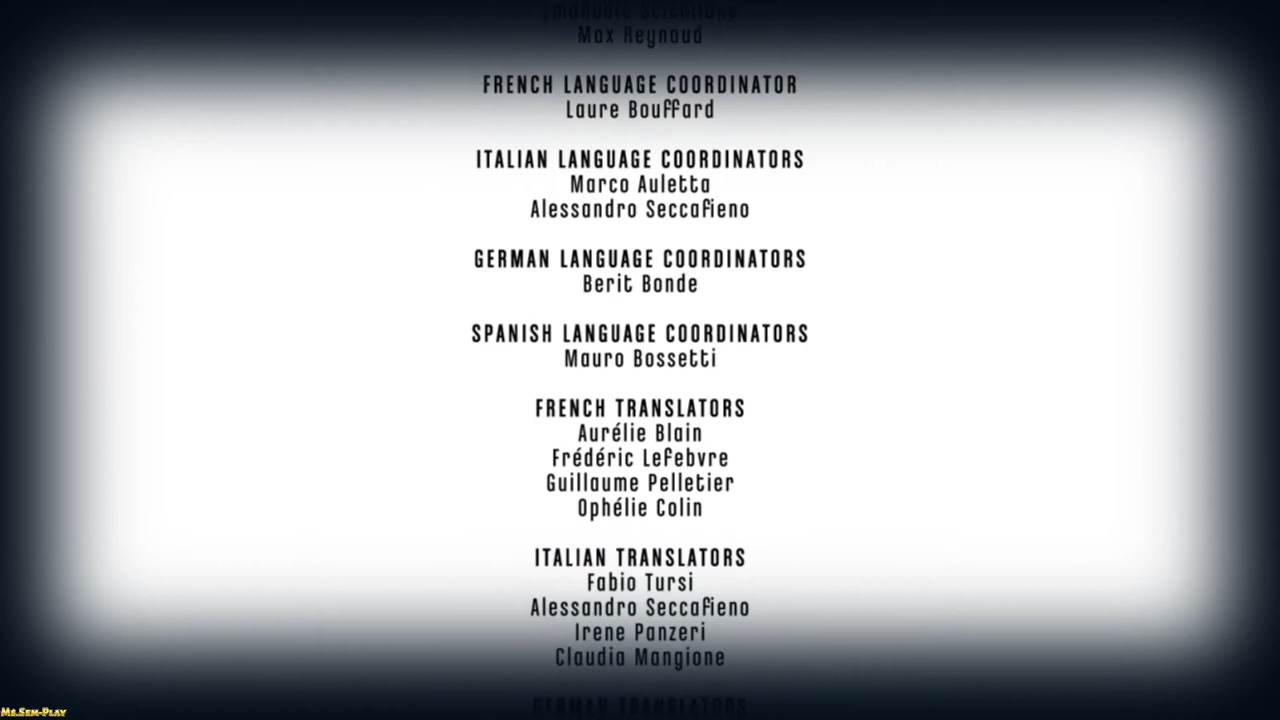 Max Reynaud
FRENCH LANGUAGE COORDINATOR
Laure Bouffard
ITALIAN LANGUAGE COORDINATORS
Marco Auletta
Alessandro Seccafieno
GERMAN LANGUAGE COORDINATORS
Berit Bonde
SPANISH LANGUAGE COORDINATORS
Mauro Bossetti
FRENCH TRANSLATORS
Aurélie Blain
Frédéric Lefebvre
Guillaume Pelletier
Ophélie Colin
ITALIAN TRANSLATORS
Fabio Tursi
Alessandro Seccafieno
Irene Panzeri
Claudia Mangione
GERMAN TRANSLATORS
Ms.Sem-Play